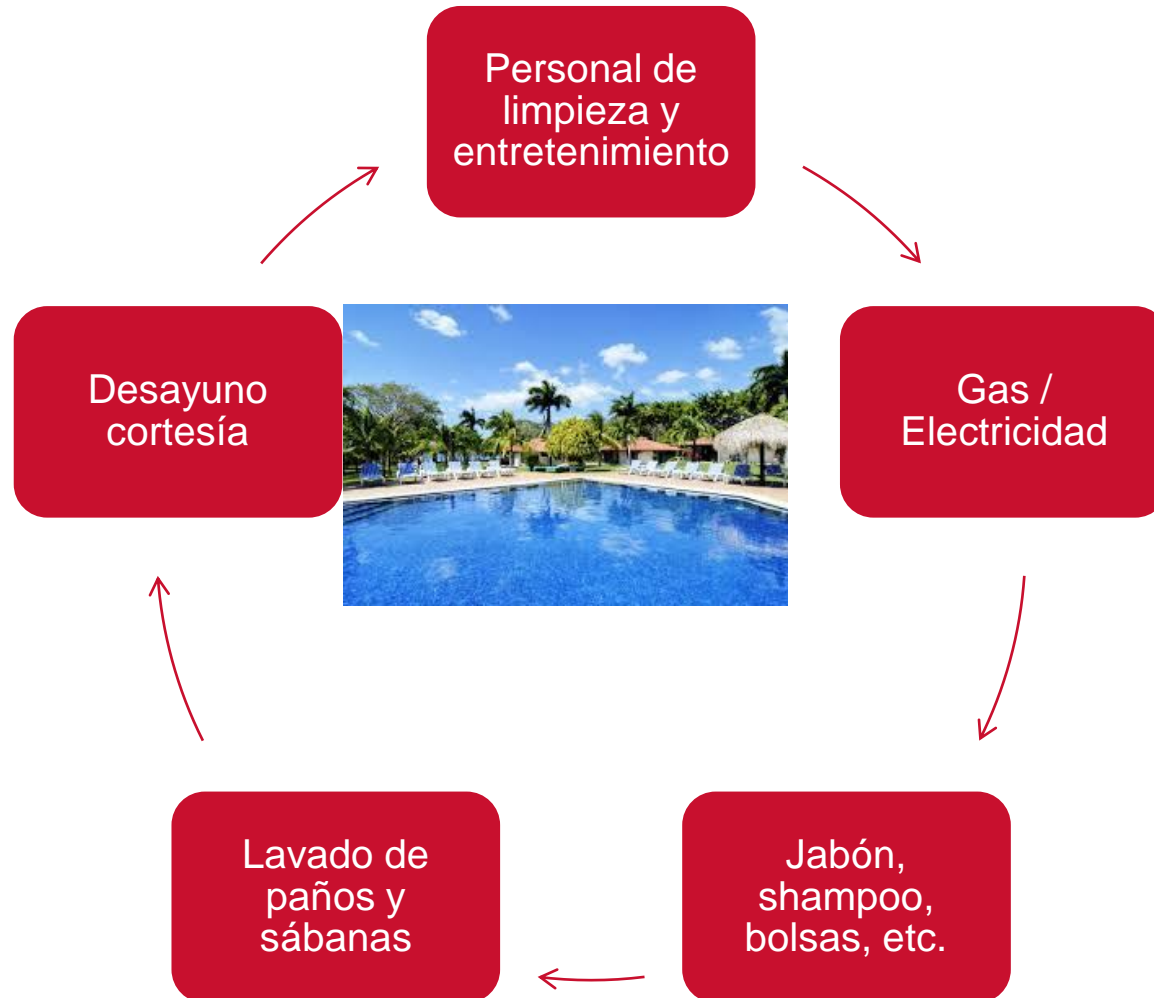 Personal de
limpieza y
entretenimiento
Gas /
Electricidad
Jabón,
shampoo,
bolsas, etc.
Lavado de
paños y
sábanas
Desayuno
cortesía